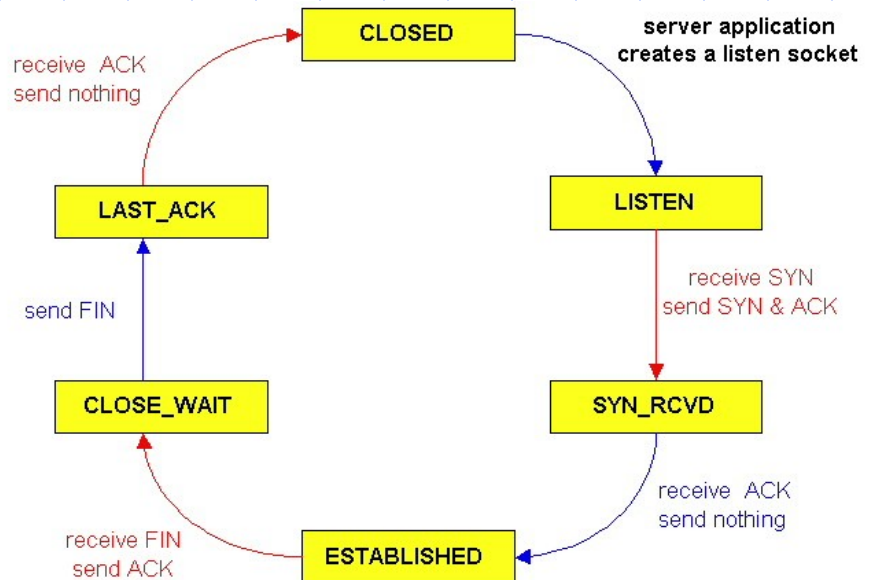 CLOSED
server application
creates a listen socket
receive ACK
send nothing
LAST_ACK
LISTEN
receive SYN
send SYN & ACK
send FIN
CLOSE_WAIT
SYN_RCVD
receive ACK
send nothing
receive FIN
send ACK
ESTABLISHED